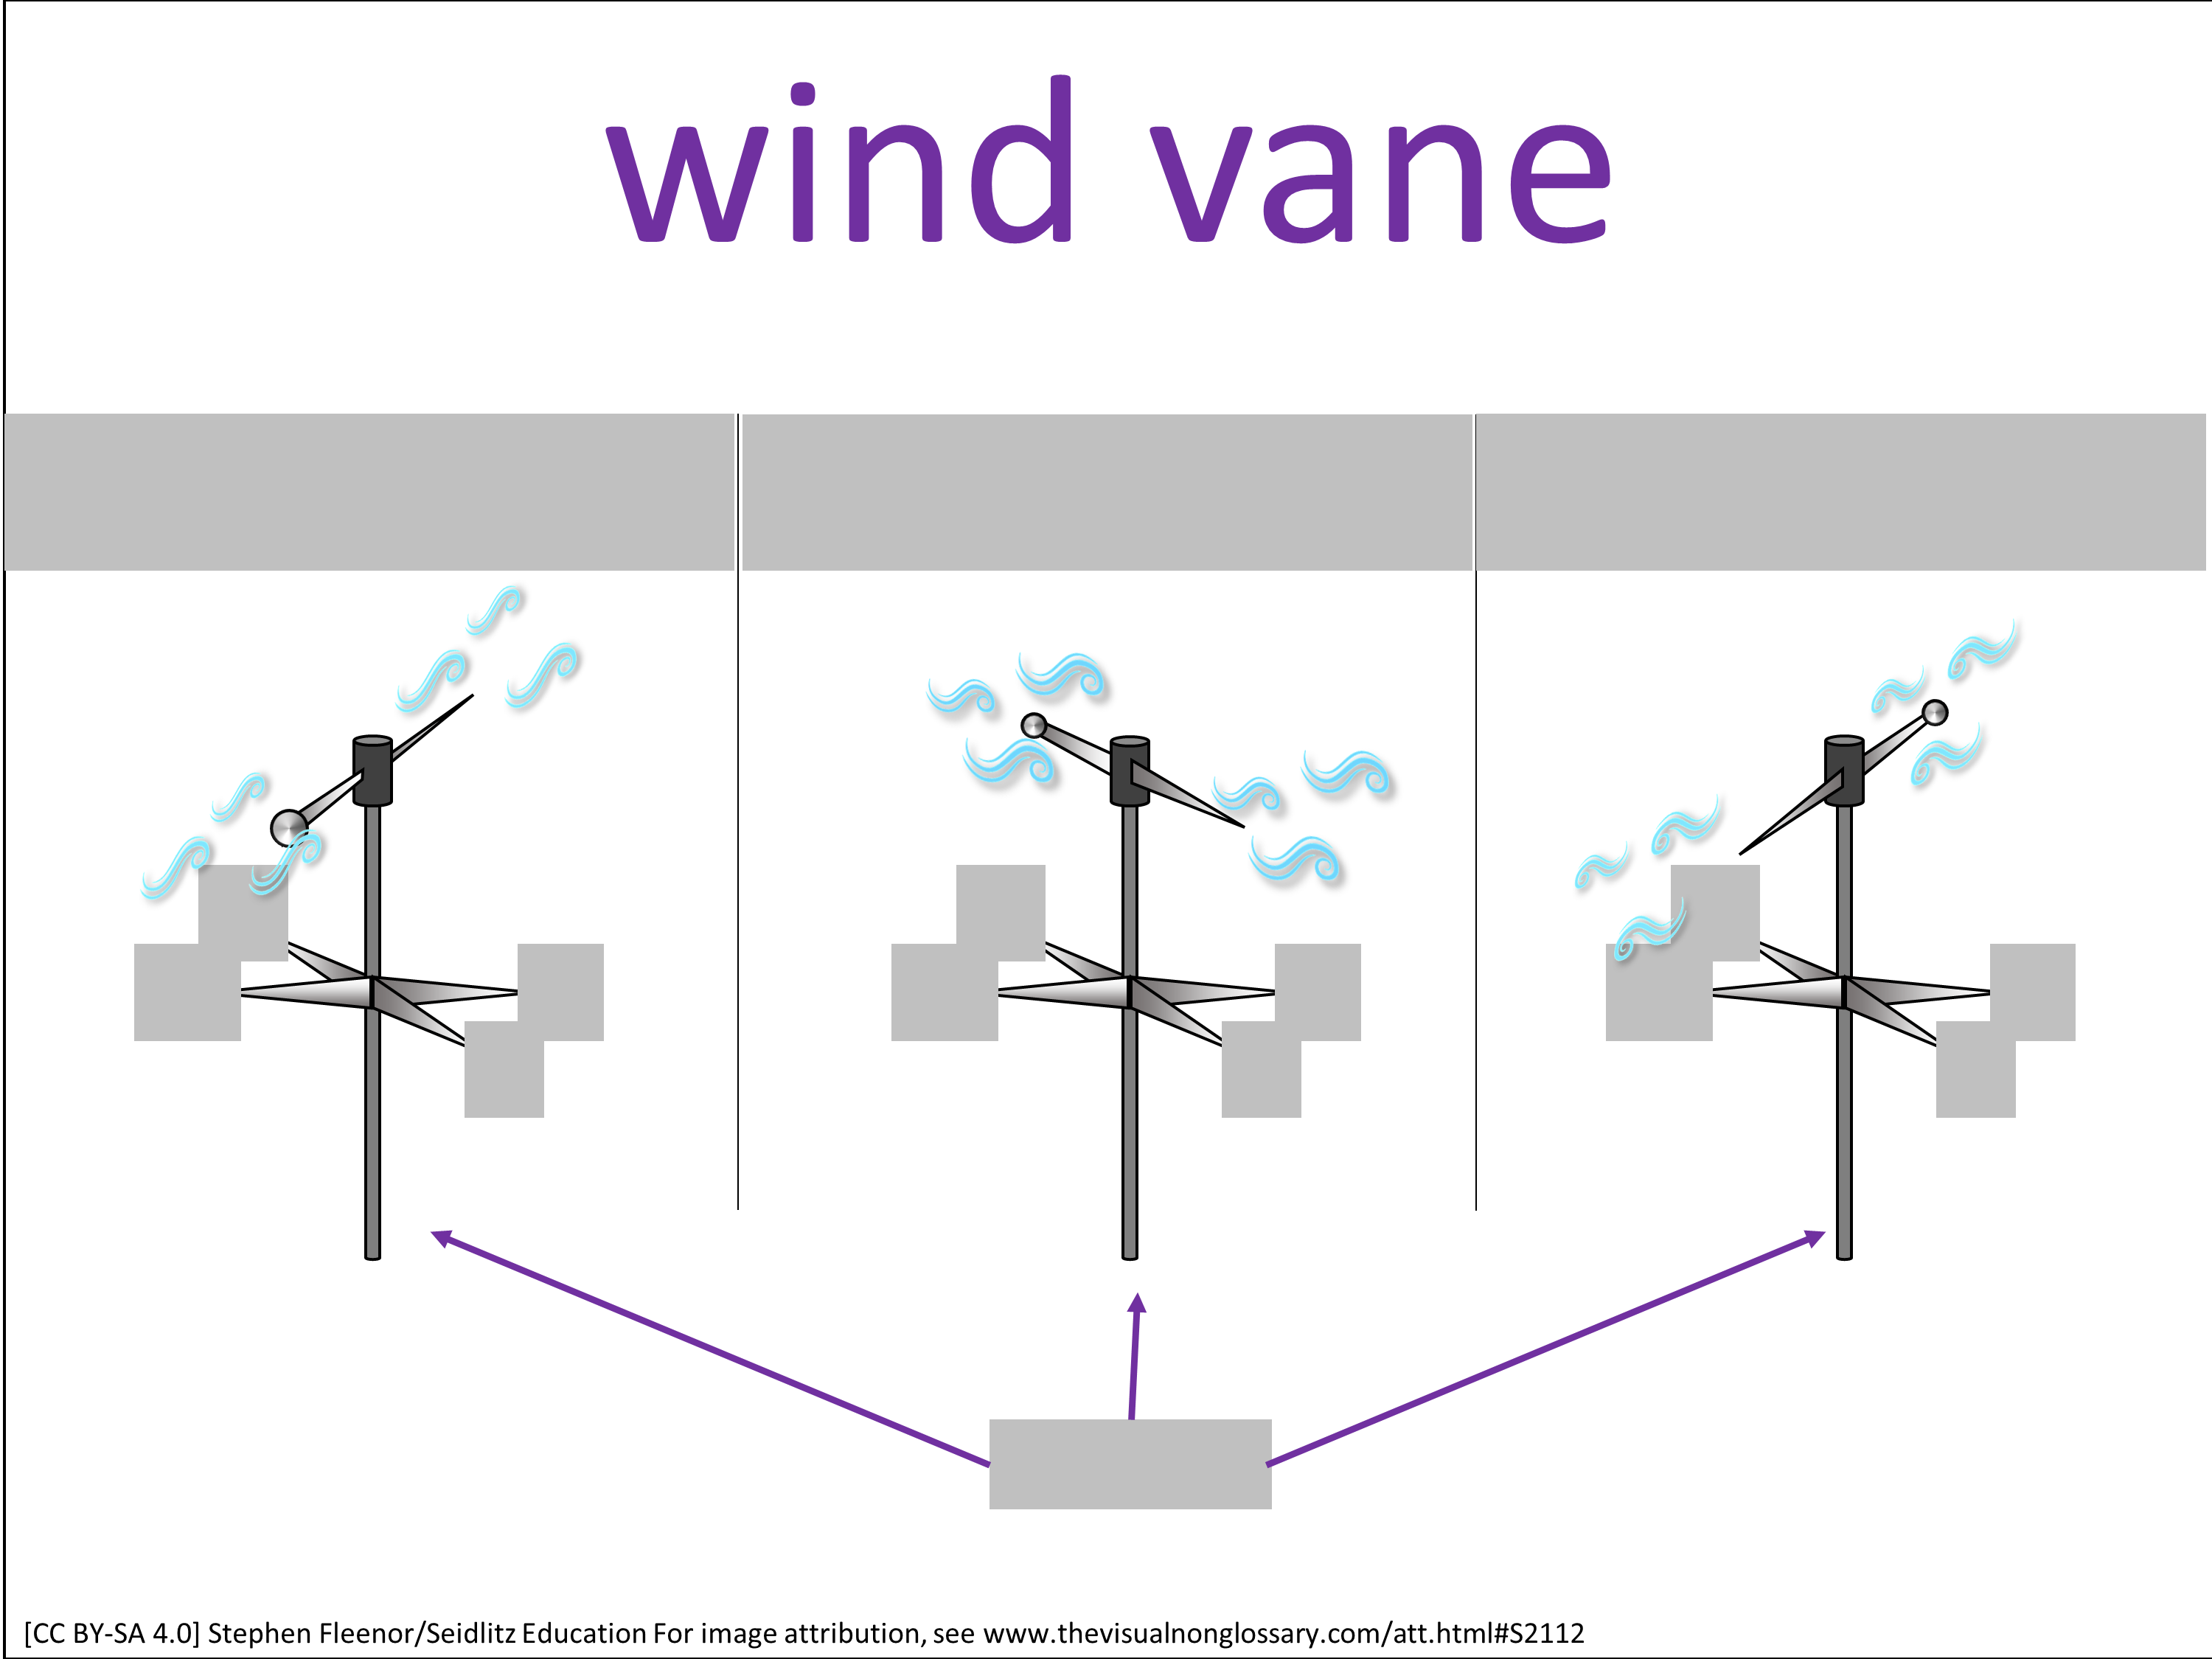 wind vane
[CC BY-SA 4.0] Stephen Fleenor/Seidlitz Education For image attribution, see www.thevisualnonglossary.com/att.html#S2112